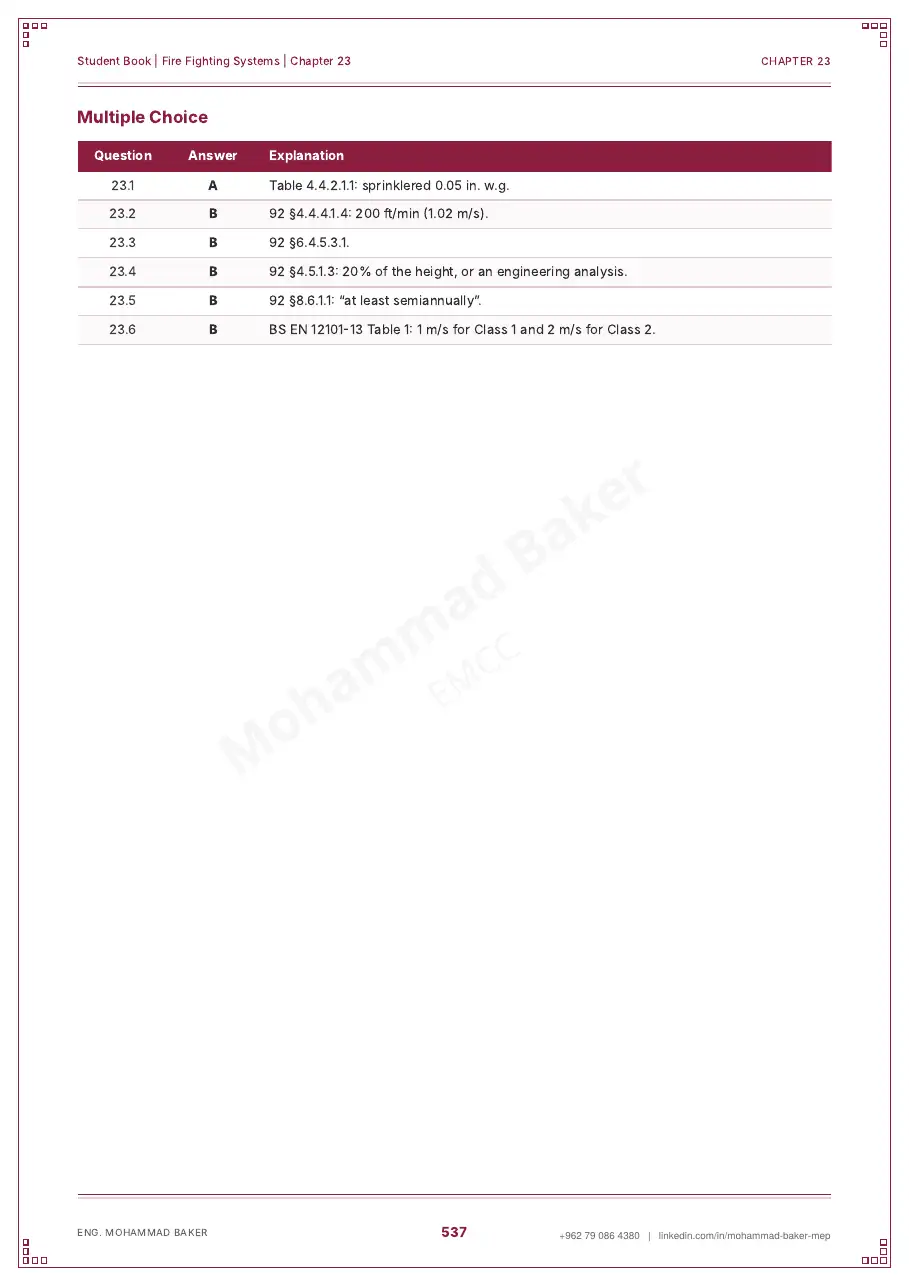 Student Book | Fire Fighting Systems | Chapter 23
CHAPTER 23
Multiple Choice
Question Answer Explanation
23.1 A Table 4.4.2.1.1: sprinklered 0.05 in. w.g.
23.2 B 92 §4.4.4.1.4: 200 ft/min (1.02 m/s).
23.3 B 92 §6.4.5.3.1.
23.4 B 92 §4.5.1.3: 20% of the height, or an engineering analysis.
23.5 B 92 §8.6.1.1: “at least semiannually”.
23.6 B BS EN 12101-13 Table 1: 1 m/s for Class 1 and 2 m/s for Class 2.
Mohammad Baker
EMCC
ENG. MOHAMMAD BAKER
537
+962 79 086 4380 | linkedin.com/in/mohammad-baker-mep